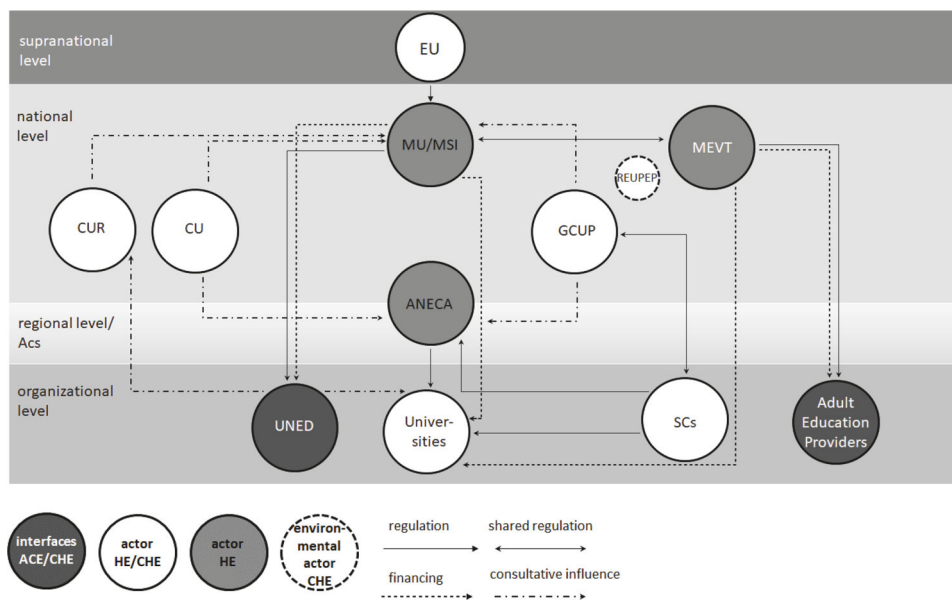 supranational
level
EU
national
level
MU/MSI
MEVT
REUPEP
CUR
CU
GCUP
ANECA
regional level/
Acs
organizational
level
UNED
Univer-
sities
SCs
Adult
Education
Providers
interfaces
ACE/CHE
actor
HE/CHE
actor
HE
environ-
mental
actor
CHE
regulation
shared regulation
financing
consultative influence